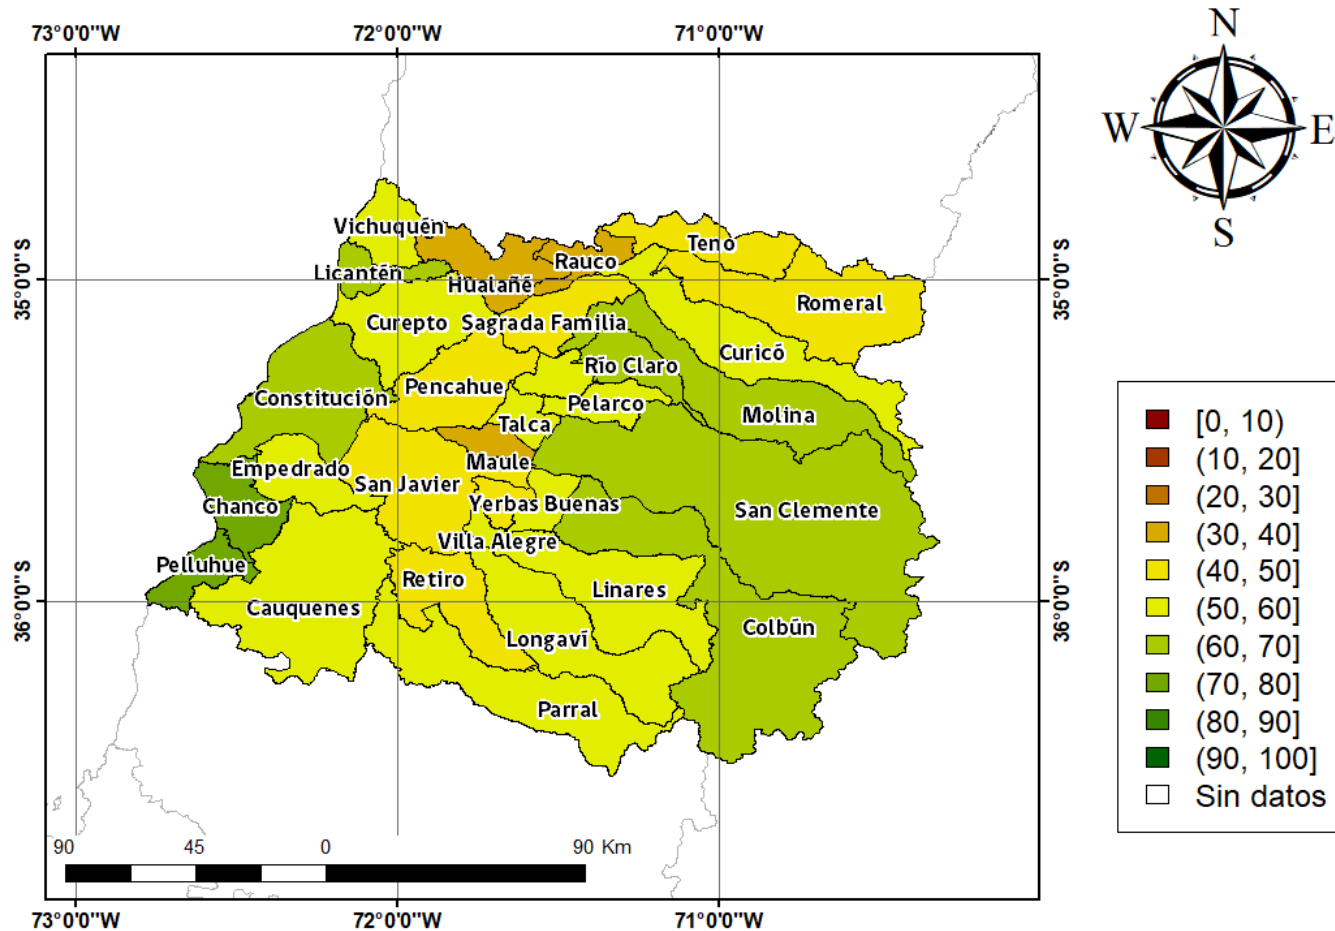 73°0'0"W 72°0'0"W 71°0'0"W
N
W E
S
35°0'0"S
35°0'0"S
36°0'0"S
36°0'0"S
Vichuquén
Teno
Licantén
Rauco
Hualañé
Romeral
Curepto
Sagrada Familia
Curicó
Río Claro
Pencahue
Constitución
Pelarco
Molina
Talca
Empedrado
Maule
San Javier
Chanco
Yerbas Buenas
San Clemente
Villa Alegre
Pelluhue
Retiro
Linares
Cauquenes
Colbún
Longaví
Parral
[0, 10)
(10, 20]
(20, 30]
(30, 40]
(40, 50]
(50, 60]
(60, 70]
(70, 80]
(80, 90]
(90, 100]
Sin datos
90 45 0 90 Km
73°0'0"W 72°0'0"W 71°0'0"W